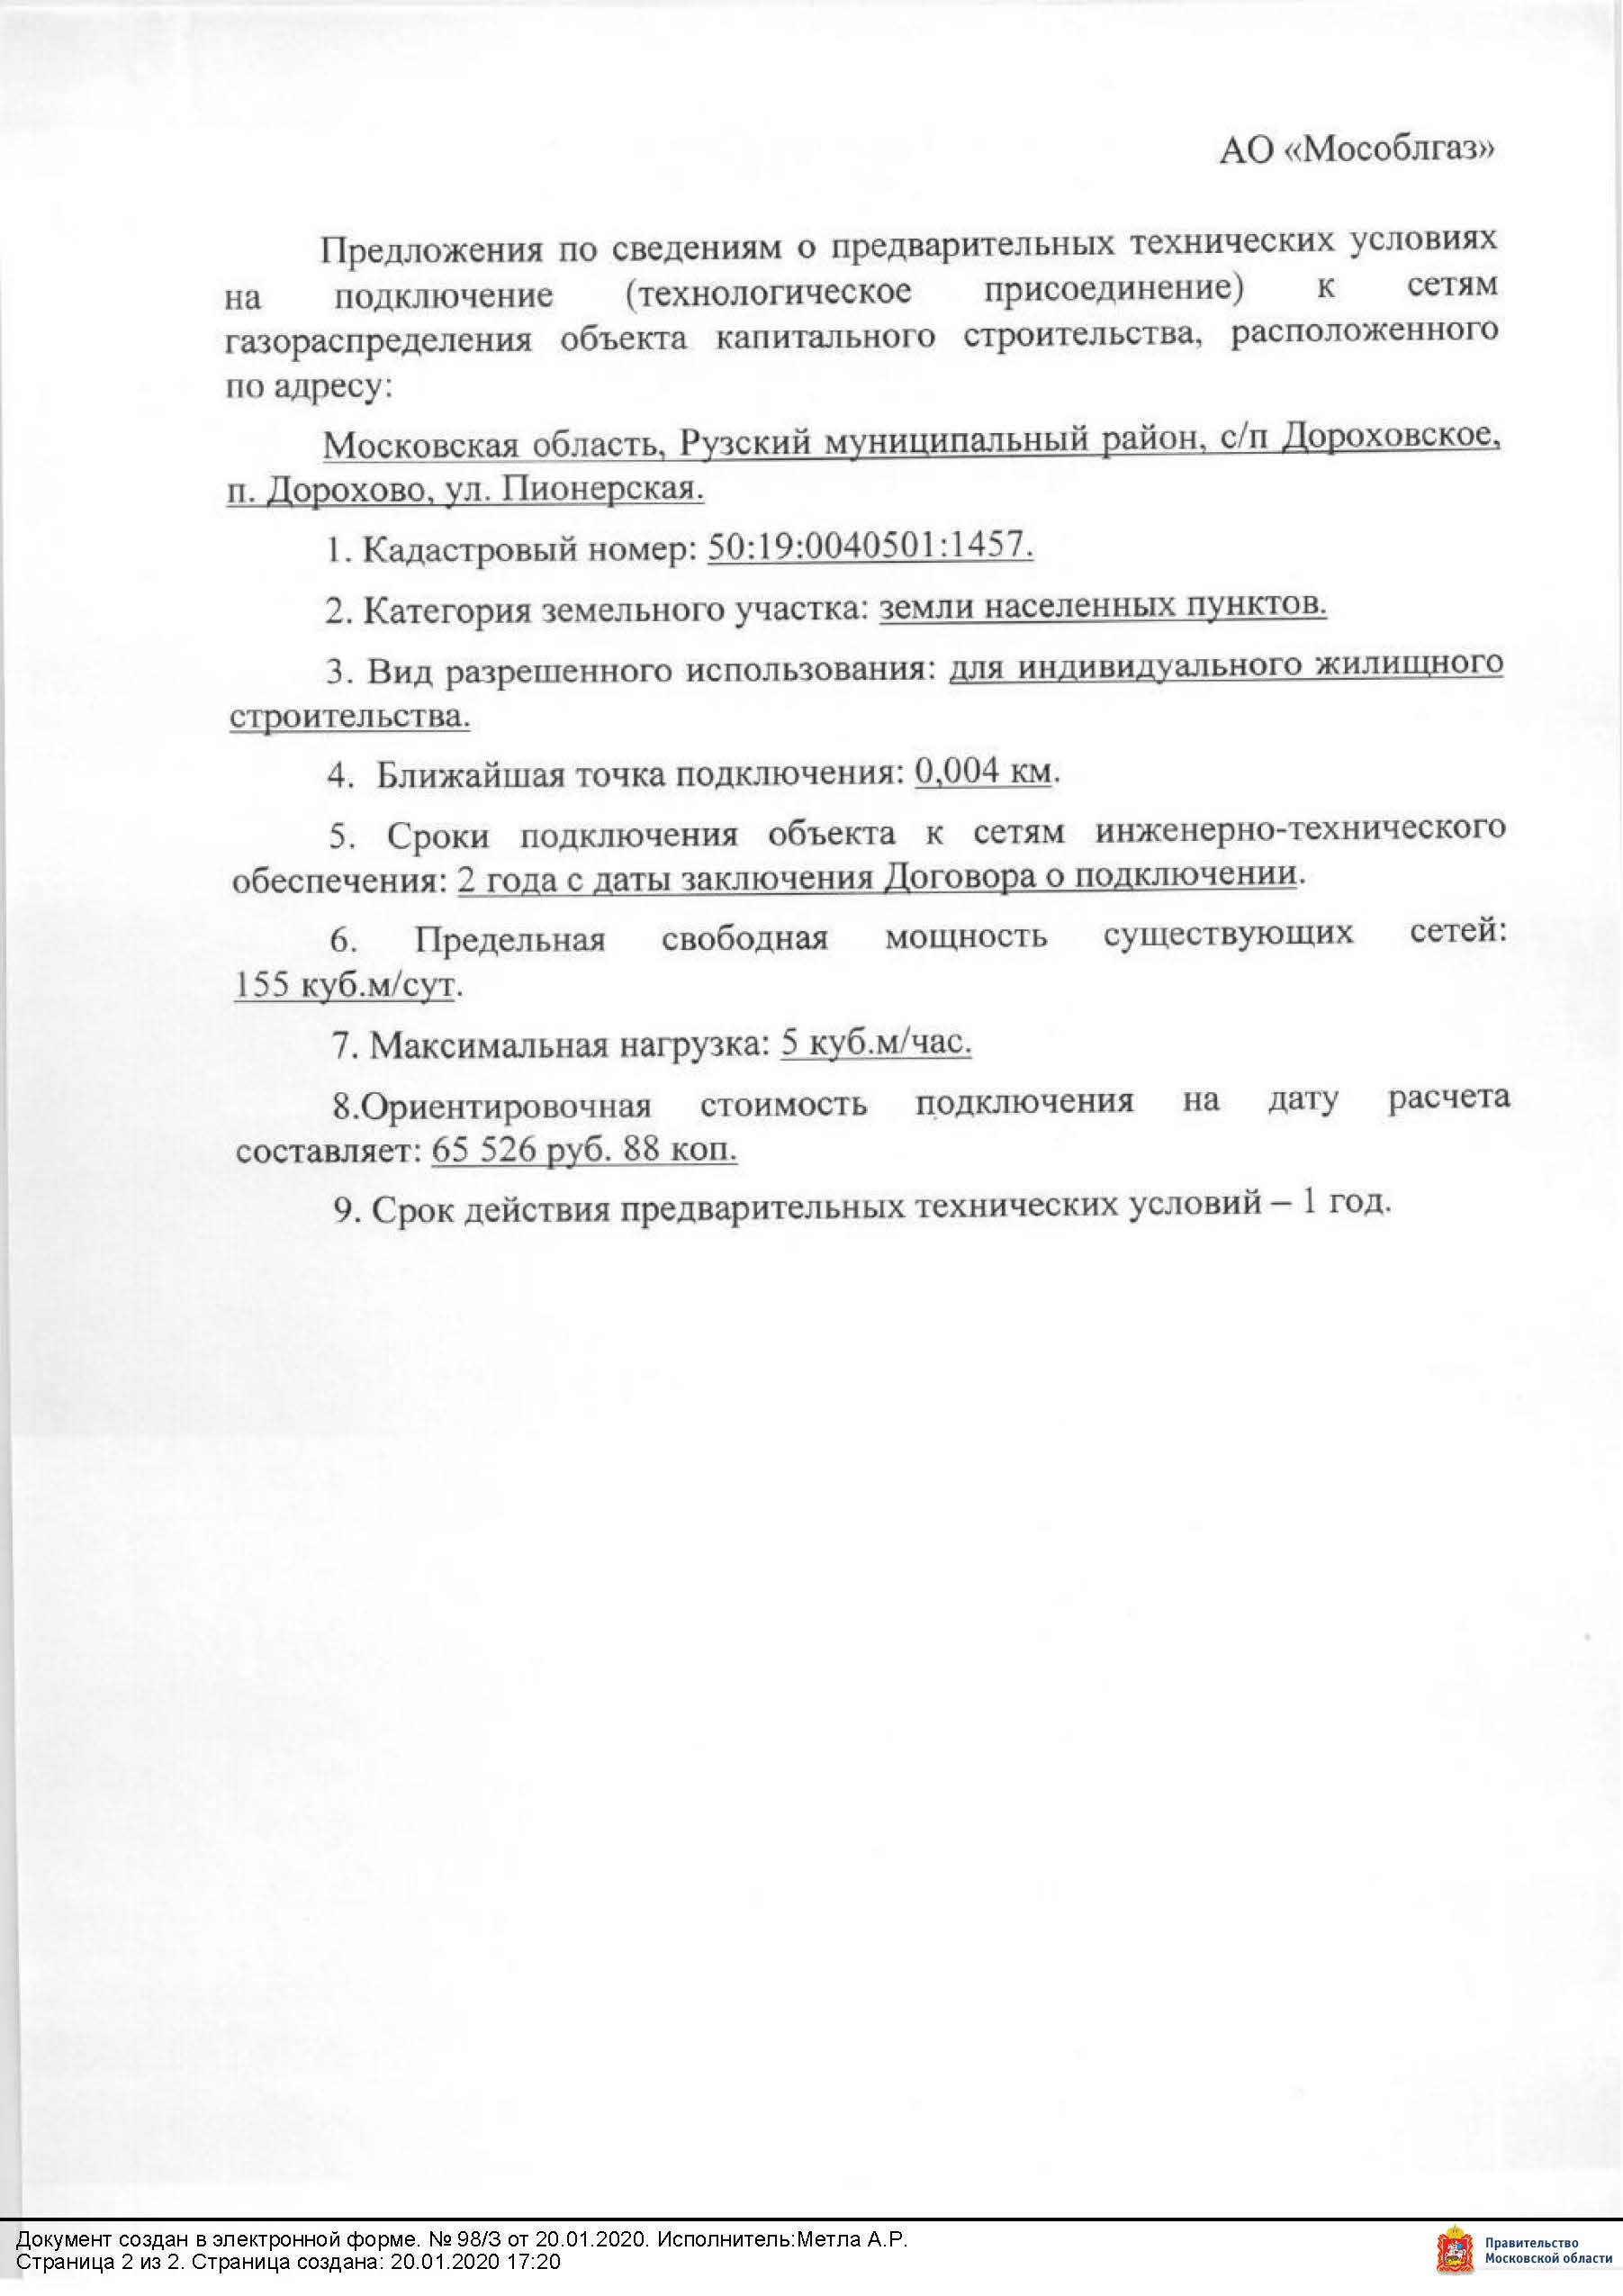 АО «Мособлгаз»
Предложения по сведениям о предварительных технических условиях
на подключение (технологическое присоединение) к сетям
газораспределения объекта капитального строительства, расположенного
по адресу:
Московская область, Рузский муниципальный район, с/п Дороховское,
п. Дорохово, ул. Пионерская.
1. Кадастровый номер: 50:19:0040501:1457.
2. Категория земельного участка: земли населенных пунктов.
3. Вид разрешенного использования: для индивидуального жилищного
строительства.
4. Ближайшая точка подключения: 0,004 км.
5. Сроки подключения объекта к сетям инженерно-технического
обеспечения: 2 года с даты заключения Договора о подключении.
6. Предельная свободная мощность существующих сетей:
155 куб.м/сут.
7. Максимальная нагрузка: 5 куб.м/час.
8.Ориентировочная стоимость подключения на дату расчета
составляет: 65 526 руб. 88 коп.
9. Срок действия предварительных технических условий – 1 год.
Документ создан в электронной форме. № 98/3 от 20.01.2020. Исполнитель:Метла А.Р.
Страница 2 из 2. Страница создана: 20.01.2020 17:20
Правительство
Московской области